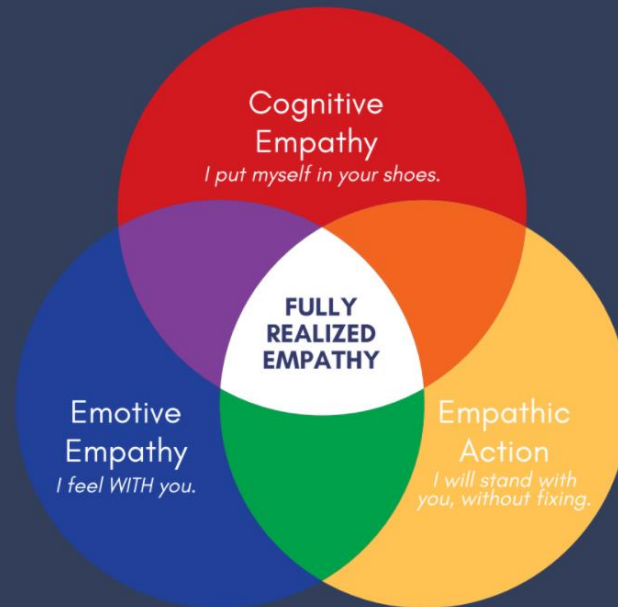 Cognitive
Empathy
I put myself in your shoes.
FULLY
REALIZED
EMPATHY
Emotive
Empathy
I feel WITH you.
Empathic
Action
I will stand with
you, without fixing.